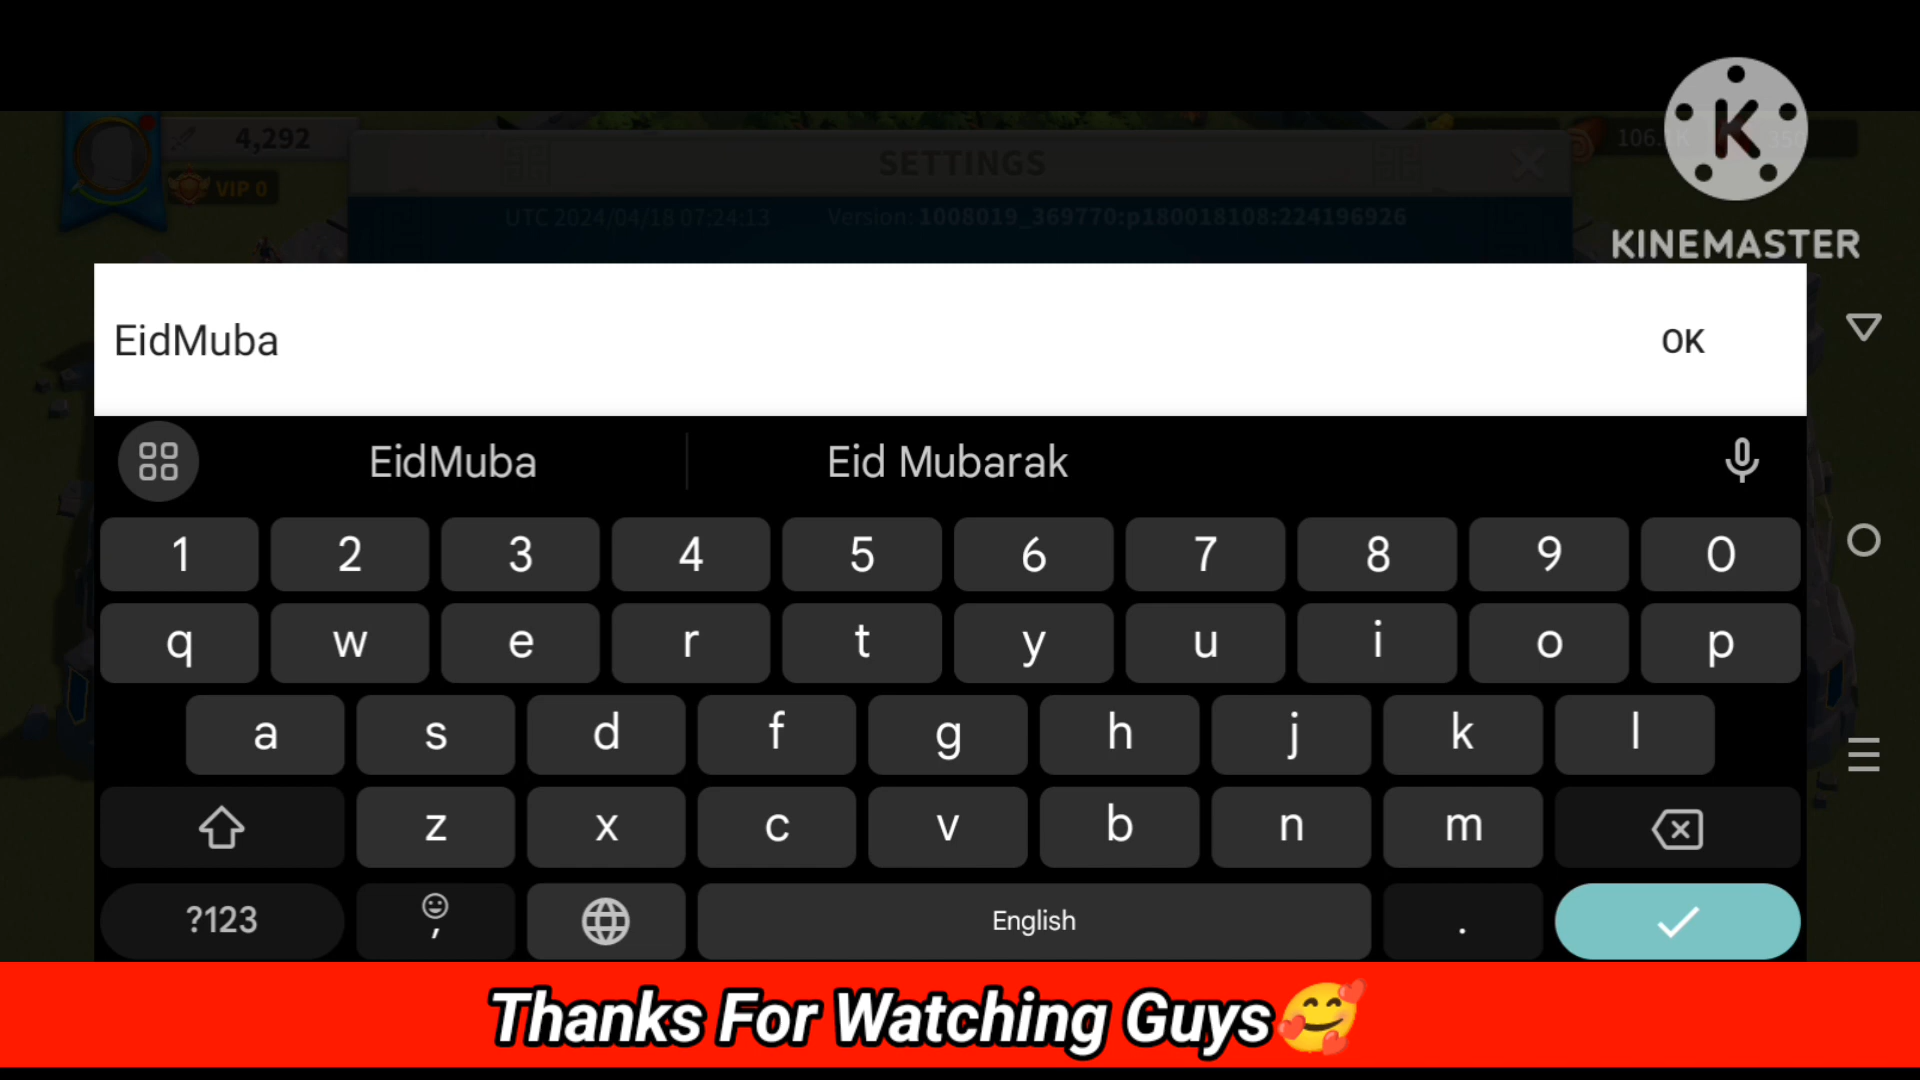 4,292
VIP 0
SETTINGS
UTC 2024/04/18 07:24:13 Version: 1008019_369770:p180018108:224196926
K
KINEMASTER
EidMuba
OK
EidMuba Eid Mubarak
1 2 3 4 5 6 7 8 9 0
q w e r t y u i o p
a s d f g h j k l
z x c v b n m
?123 , English .
Thanks For Watching Guys🥰